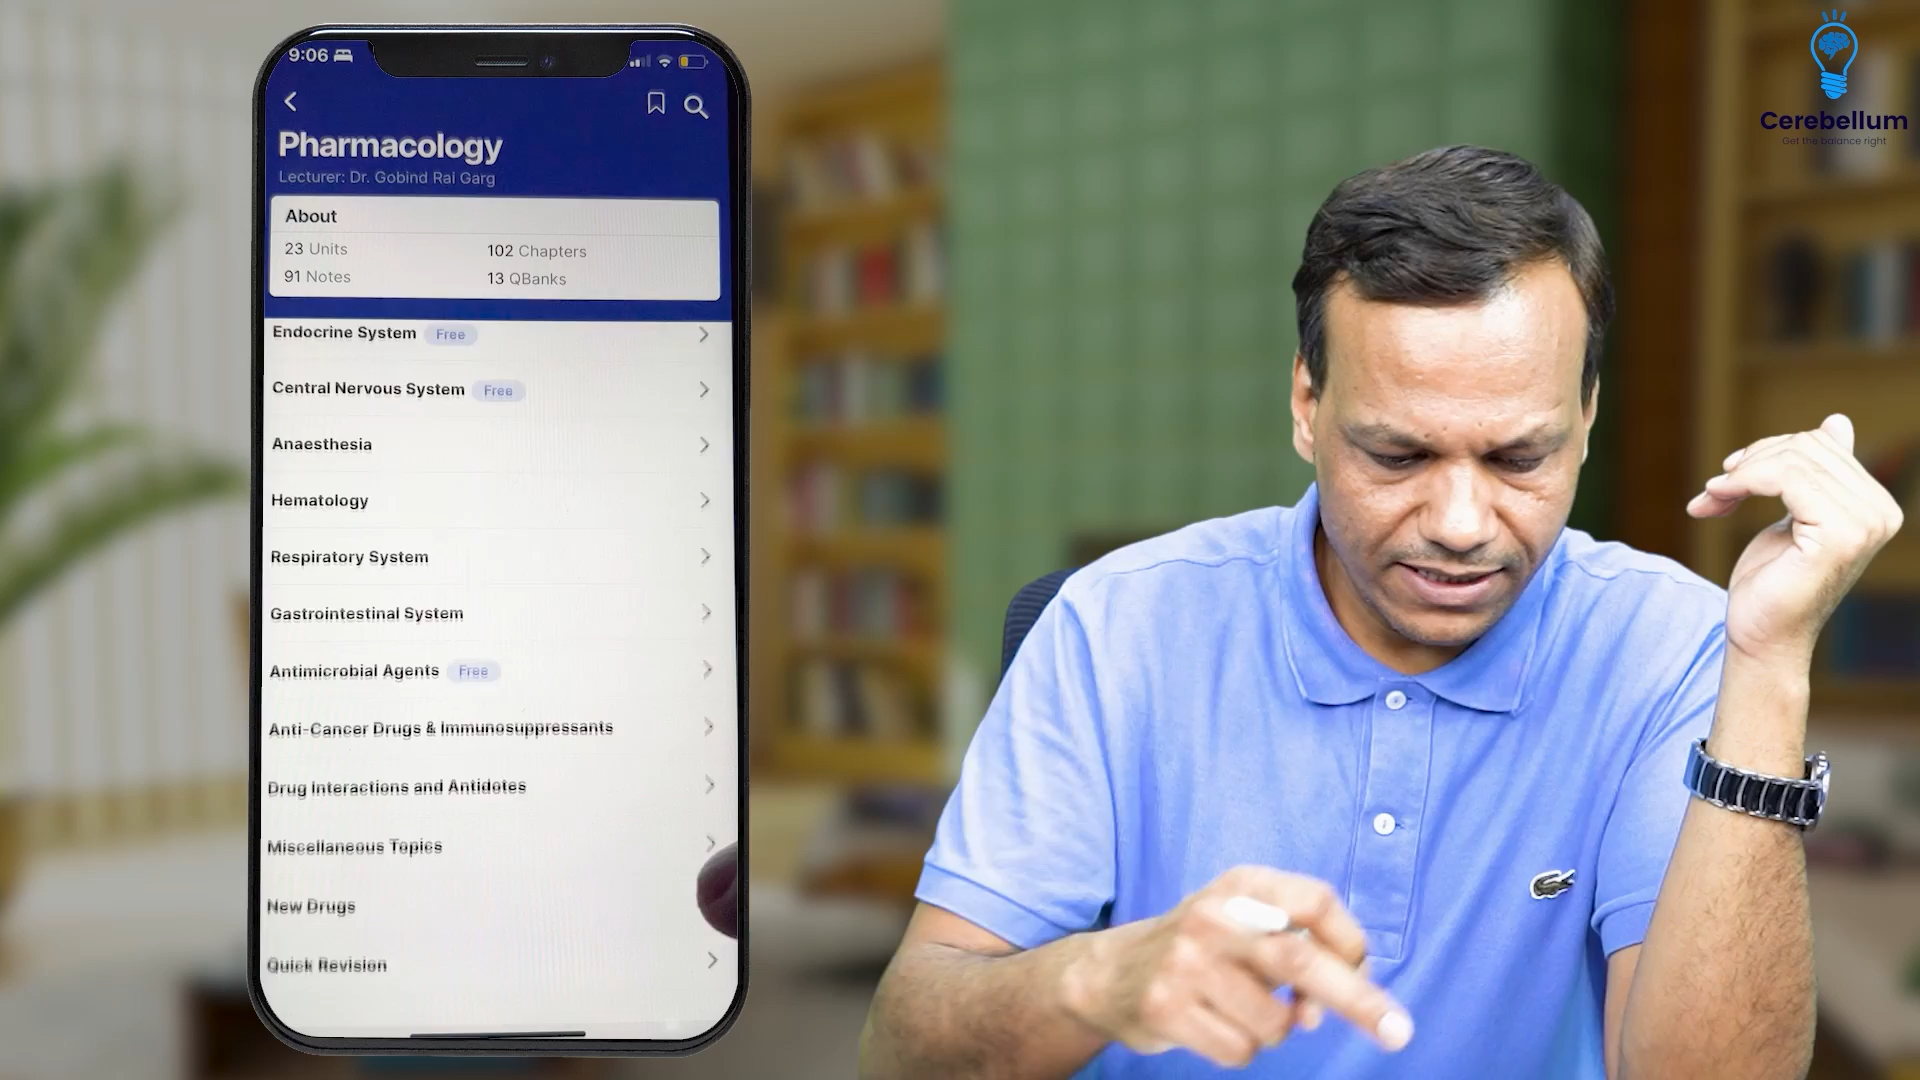 9:06
Pharmacology
Lecturer: Dr. Gobind Rai Garg
About
23 Units
102 Chapters
91 Notes
13 QBanks
Endocrine System Free
Central Nervous System Free
Anaesthesia
Hematology
Respiratory System
Gastrointestinal System
Antimicrobial Agents Free
Anti-Cancer Drugs & Immunosuppressants
Drug Interactions and Antidotes
Miscellaneous Topics
New Drugs
Quick Revision
Cerebellum
Get the balance right